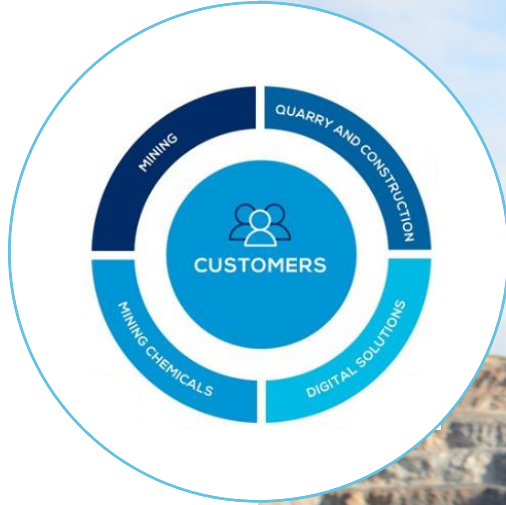 MINING
QUARRY AND CONSTRUCTION
CUSTOMERS
MINING CHEMICALS
DIGITAL SOLUTIONS